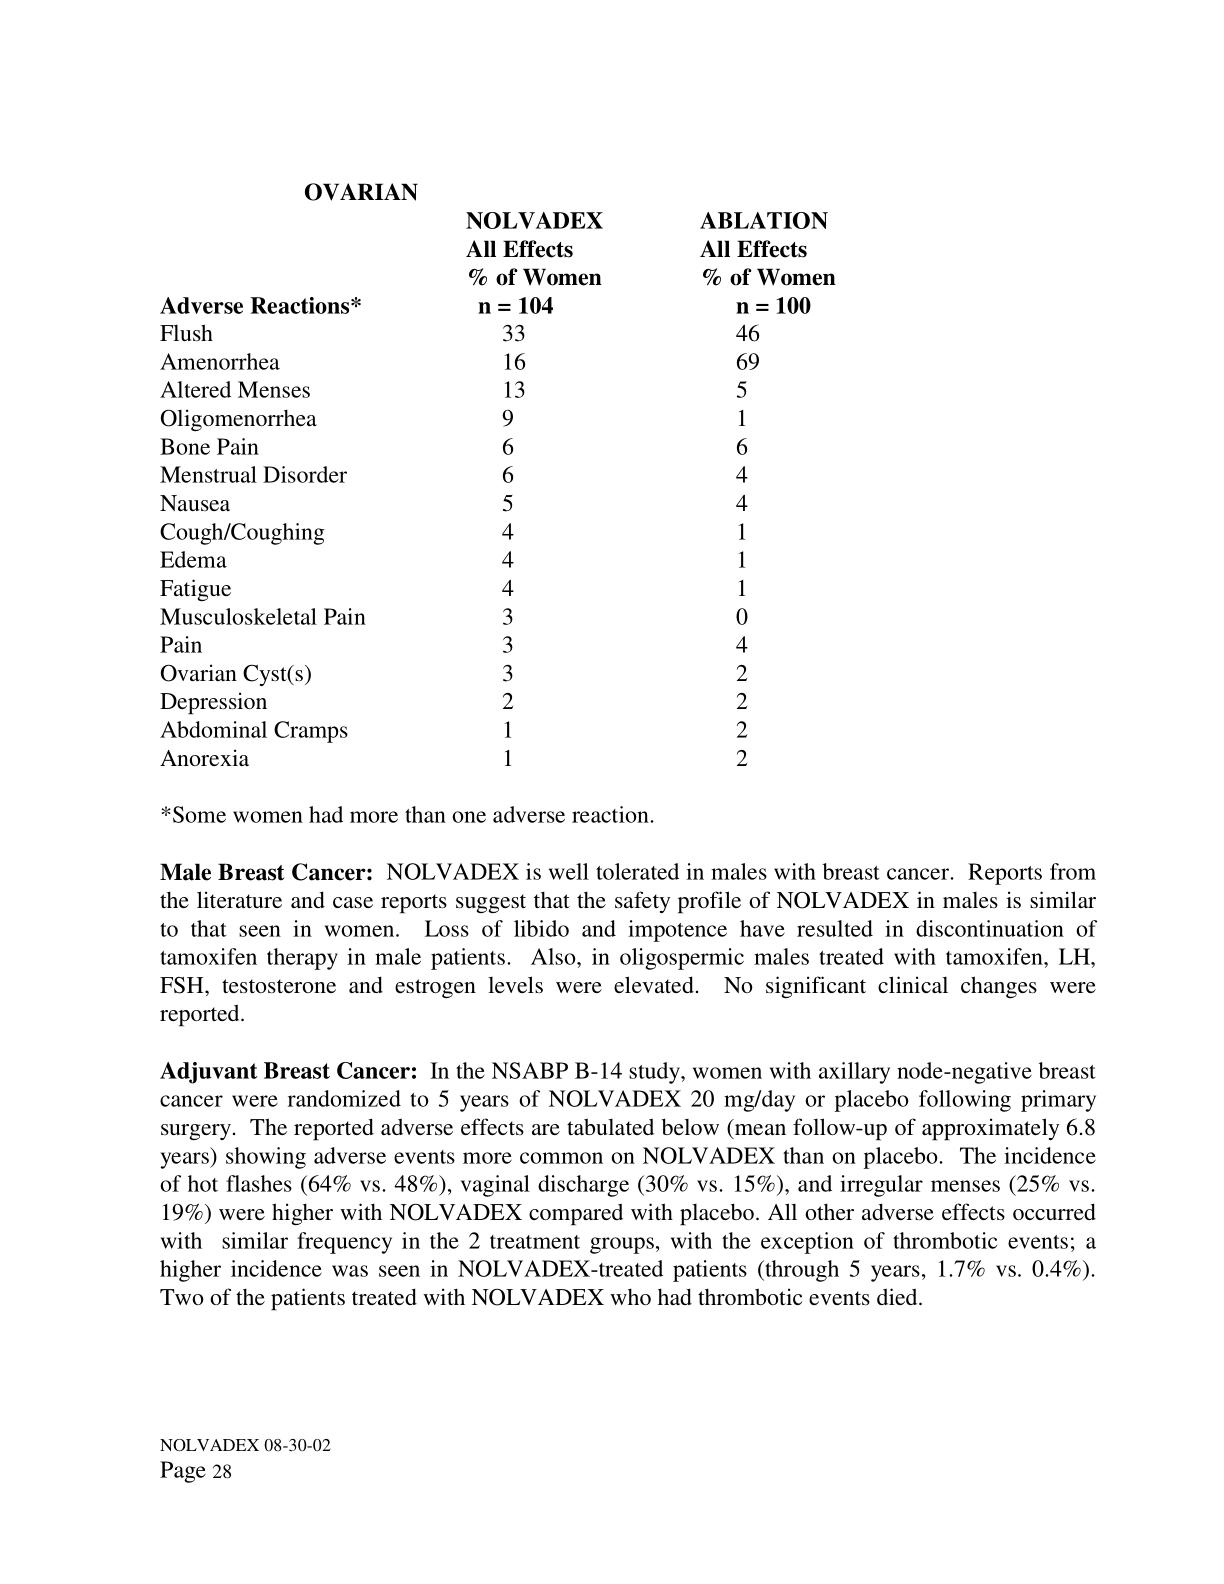 OVARIAN
NOLVADEX ABLATION
All Effects All Effects
% of Women % of Women
Adverse Reactions* n = 104 n = 100
Flush 33 46
Amenorrhea 16 69
Altered Menses 13 5
Oligomenorrhea 9 1
Bone Pain 6 6
Menstrual Disorder 6 4
Nausea 5 4
Cough/Coughing 4 1
Edema 4 1
Fatigue 4 1
Musculoskeletal Pain 3 0
Pain 3 4
Ovarian Cyst(s) 3 2
Depression 2 2
Abdominal Cramps 1 2
Anorexia 1 2
*Some women had more than one adverse reaction.
Male Breast Cancer: NOLVADEX is well tolerated in males with breast cancer. Reports from
the literature and case reports suggest that the safety profile of NOLVADEX in males is similar
to that seen in women. Loss of libido and impotence have resulted in discontinuation of
tamoxifen therapy in male patients. Also, in oligospermic males treated with tamoxifen, LH,
FSH, testosterone and estrogen levels were elevated. No significant clinical changes were
reported.
Adjuvant Breast Cancer: In the NSABP B-14 study, women with axillary node-negative breast
cancer were randomized to 5 years of NOLVADEX 20 mg/day or placebo following primary
surgery. The reported adverse effects are tabulated below (mean follow-up of approximately 6.8
years) showing adverse events more common on NOLVADEX than on placebo. The incidence
of hot flashes (64% vs. 48%), vaginal discharge (30% vs. 15%), and irregular menses (25% vs.
19%) were higher with NOLVADEX compared with placebo. All other adverse effects occurred
with similar frequency in the 2 treatment groups, with the exception of thrombotic events; a
higher incidence was seen in NOLVADEX-treated patients (through 5 years, 1.7% vs. 0.4%).
Two of the patients treated with NOLVADEX who had thrombotic events died.
NOLVADEX 08-30-02
Page 28